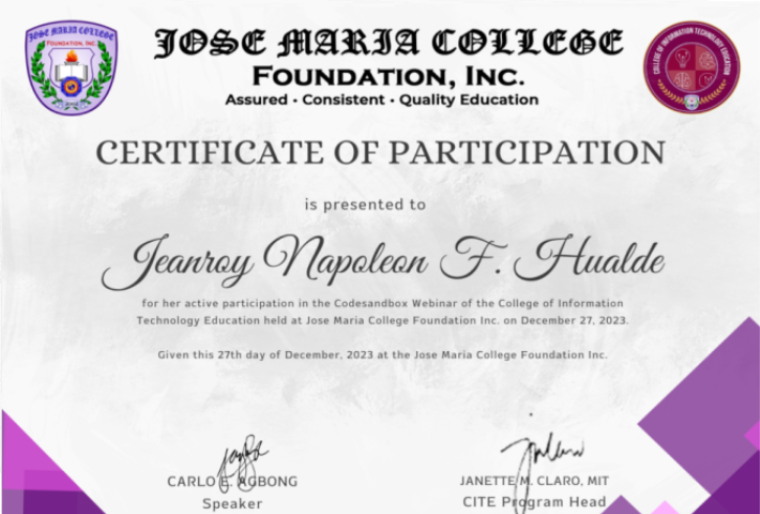 JOSE MARIA COLLEGE
FOUNDATION, INC.
JOSE MARIA COLLEGE
FOUNDATION, INC.
Assured • Consistent • Quality Education
COLLEGE OF INFORMATION TECHNOLOGY EDUCATION
CERTIFICATE OF PARTICIPATION
is presented to
Jeanroy Napoleon F. Hualde
for her active participation in the Codesandbox Webinar of the College of Information
Technology Education held at Jose Maria College Foundation Inc. on December 27, 2023.
Given this 27th day of December, 2023 at the Jose Maria College Foundation Inc.
CARLO E. AGBONG
JANETTE M. CLARO, MIT
Speaker
CITE Program Head